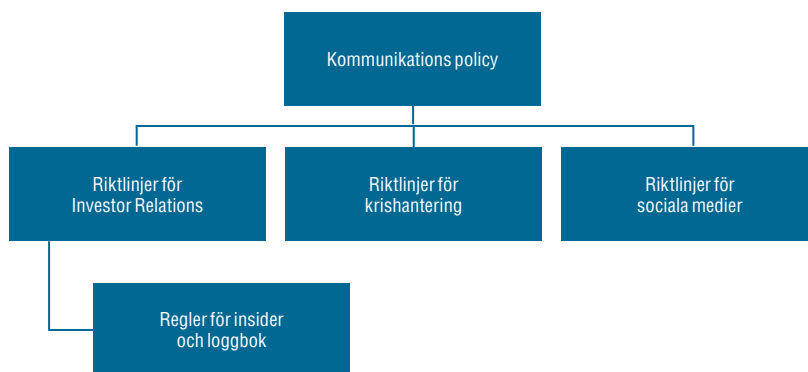 Kommunikations policy
Riktlinjer för
Investor Relations
Riktlinjer för
krishantering
Riktlinjer för
sociala medier
Regler för insider
och loggbok